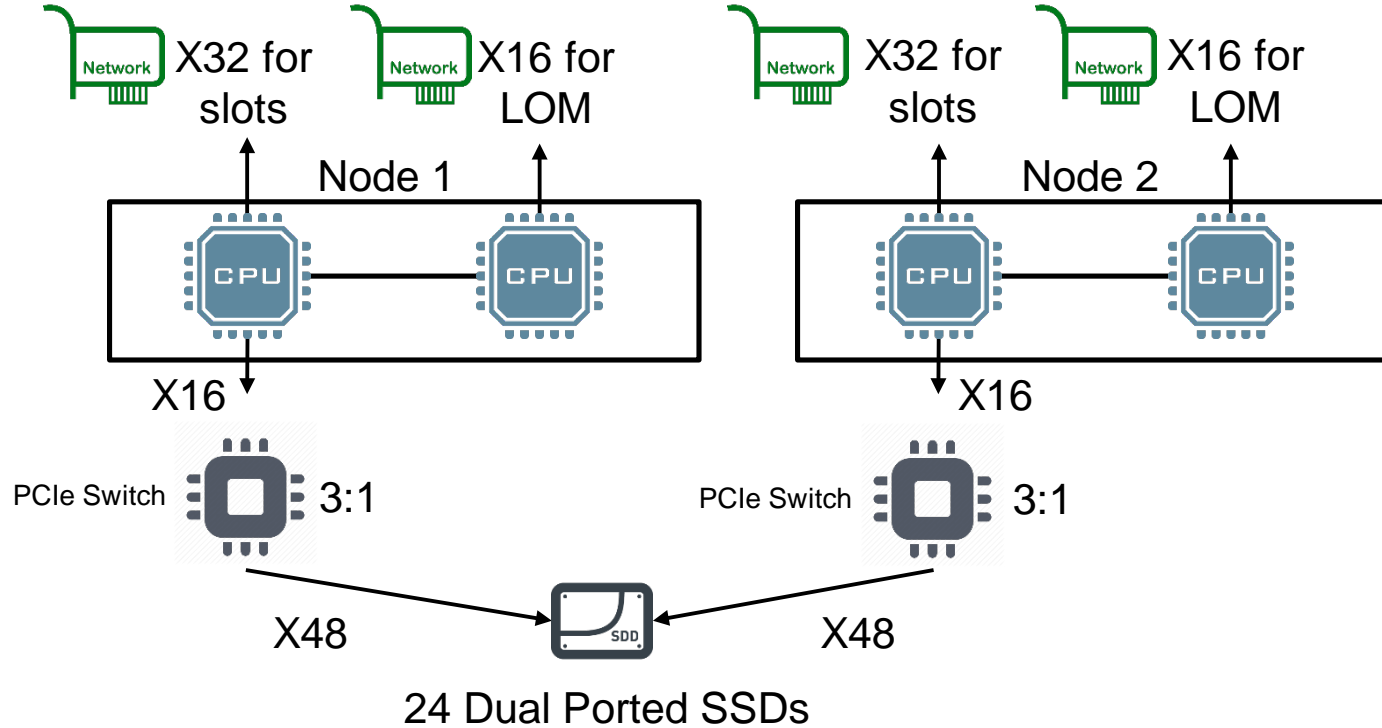 Network
X32 for
slots
Network
X16 for
LOM
Network
X32 for
slots
Network
X16 for
LOM
Node 1
Node 2
CPU
CPU
CPU
CPU
X16
X16
PCIe Switch
3:1
PCIe Switch
3:1
X48
SDD
X48
24 Dual Ported SSDs